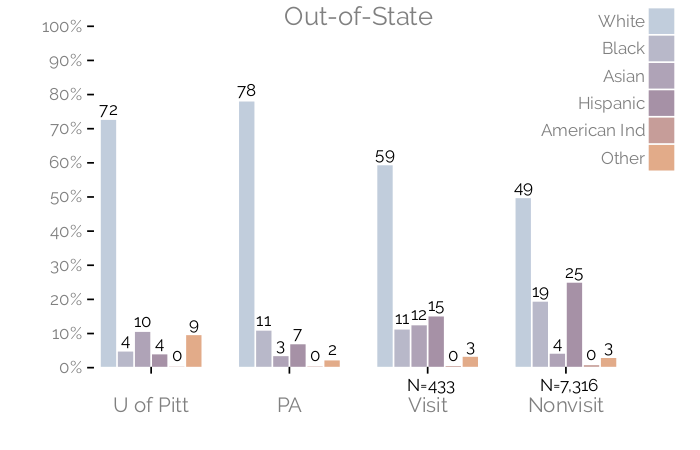 Out-of-State
100%
90%
80%
70%
60%
50%
40%
30%
20%
10%
0%
White
Black
Asian
Hispanic
American Ind
Other
72
4
10
4
0
9
78
11
3
7
0
2
59
11
12
15
0
3
49
19
4
25
0
3
N=433
N=7,316
U of Pitt
PA
Visit
Nonvisit